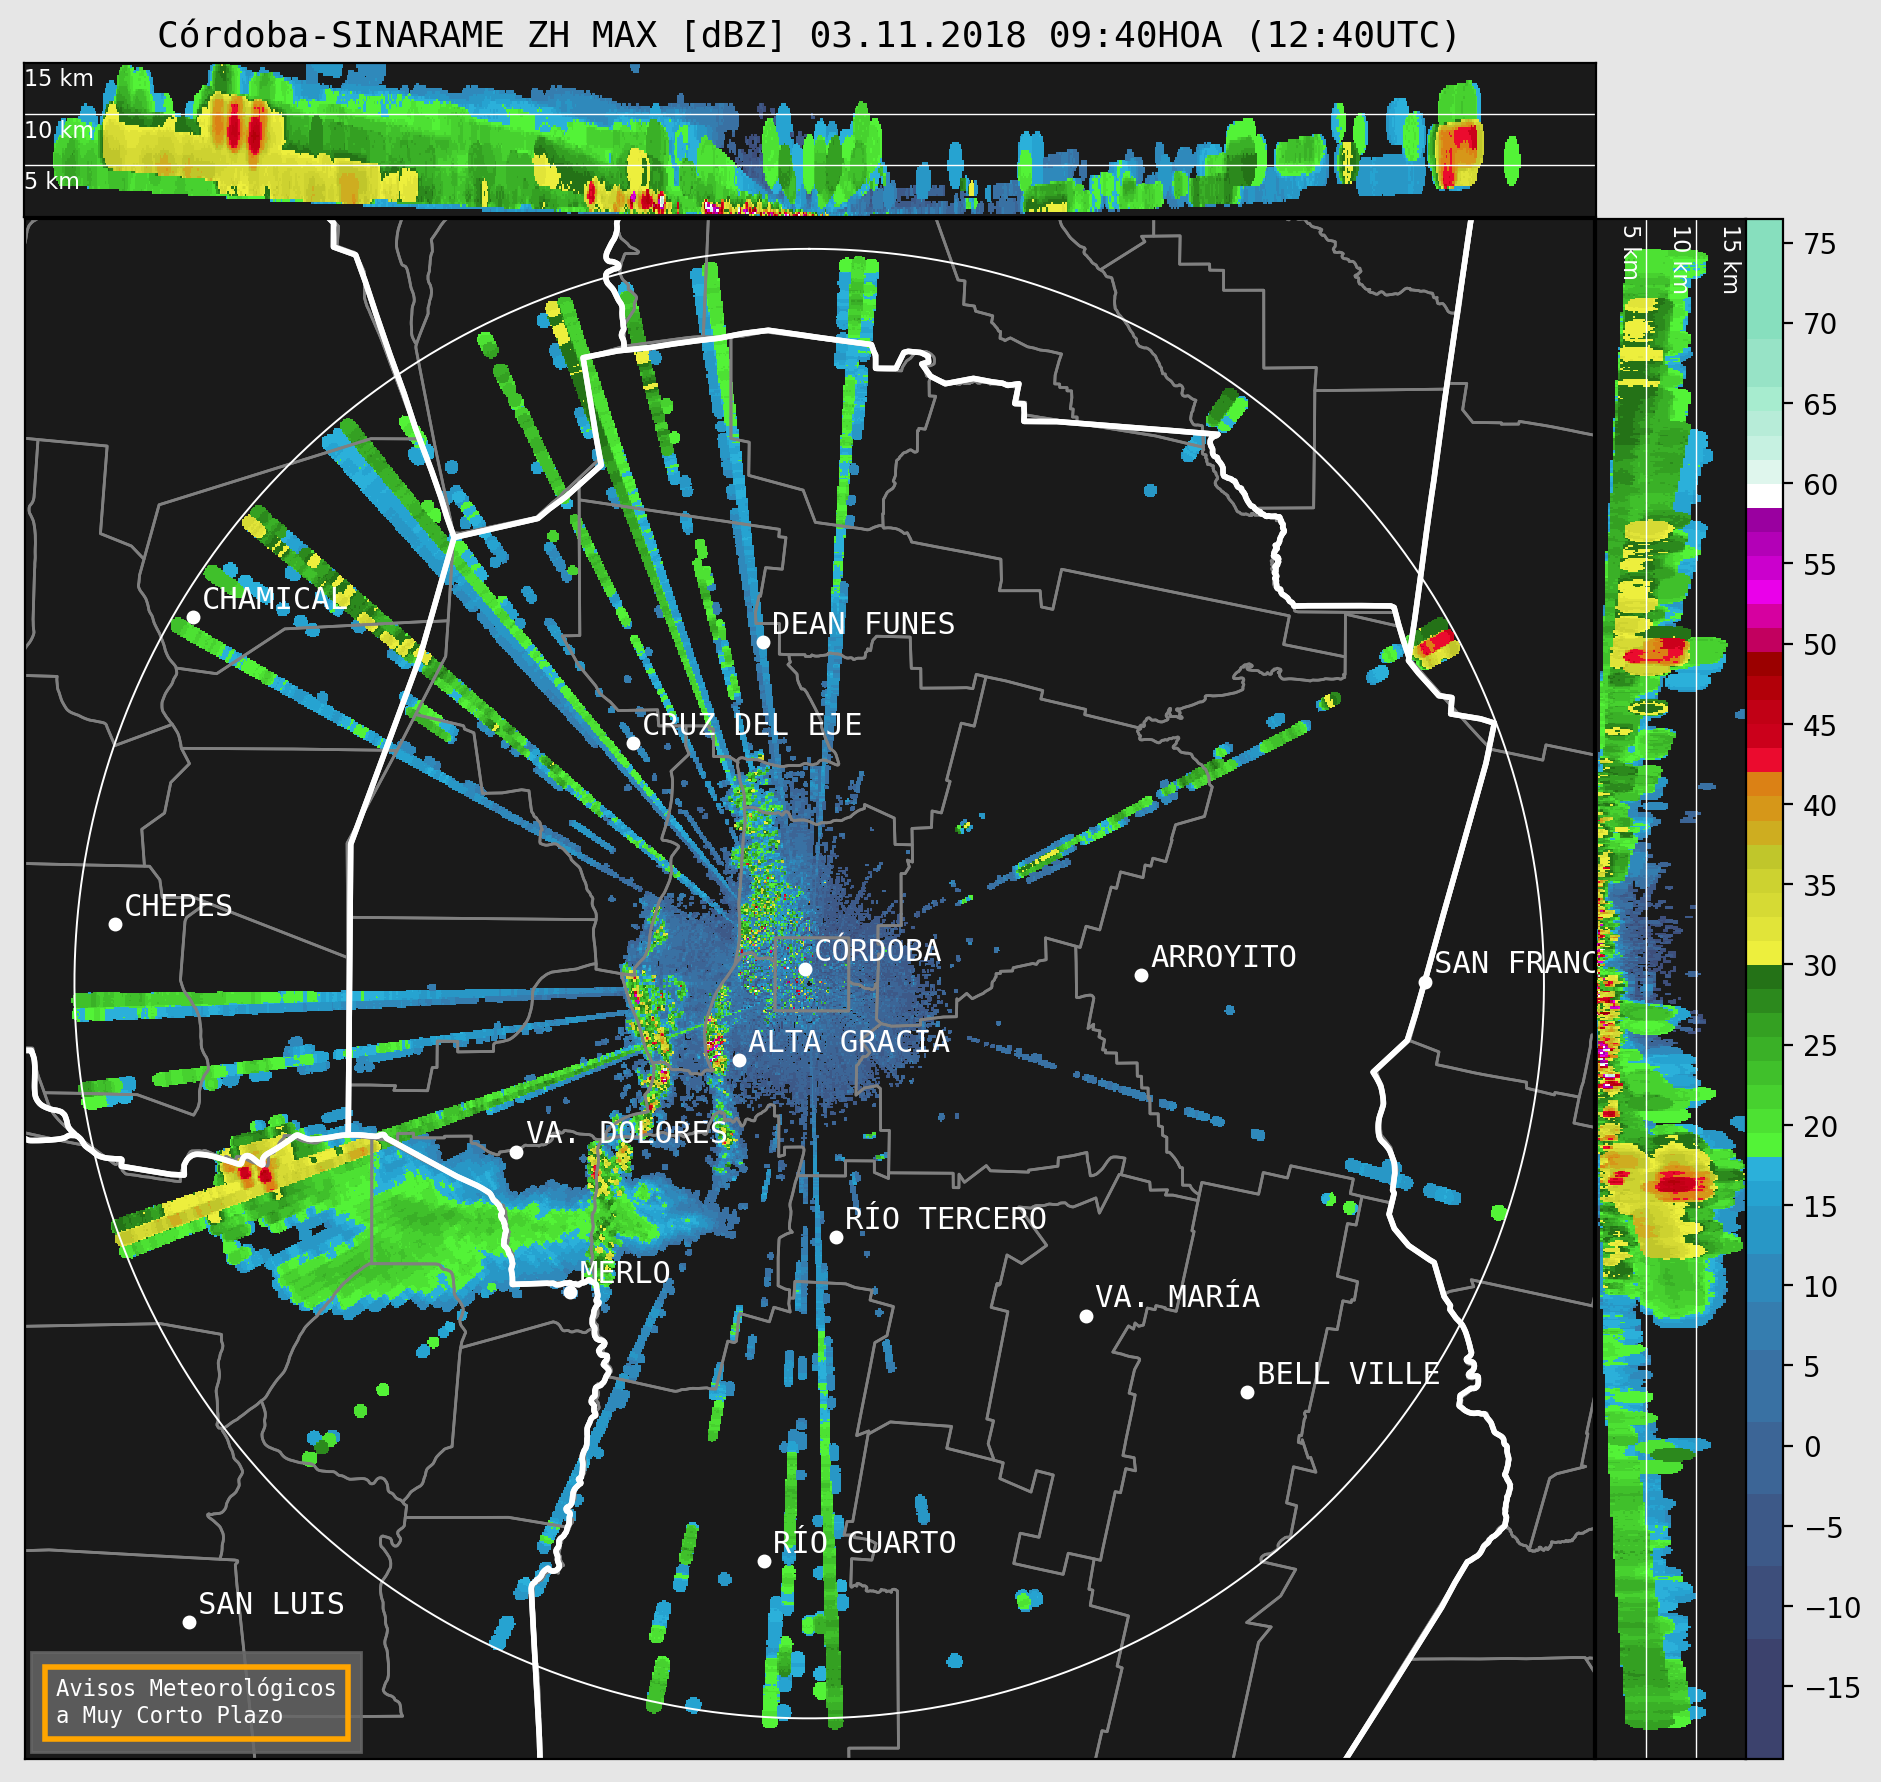 Córdoba-SINARAME ZH MAX [dBZ] 03.11.2018 09:40HOA (12:40UTC)
15 km
10 km
5 km
5 km
10 km
15 km
75
70
65
60
55
50
45
40
35
30
25
20
15
10
5
0
−5
−10
−15
CHAMICAL
DEAN FUNES
CRUZ DEL EJE
CHEPES
CÓRDOBA
ARROYITO
SAN FRANC
ALTA GRACIA
VA. DOLORES
RÍO TERCERO
MERLO
VA. MARÍA
BELL VILLE
RÍO CUARTO
SAN LUIS
Avisos Meteorológicos
a Muy Corto Plazo